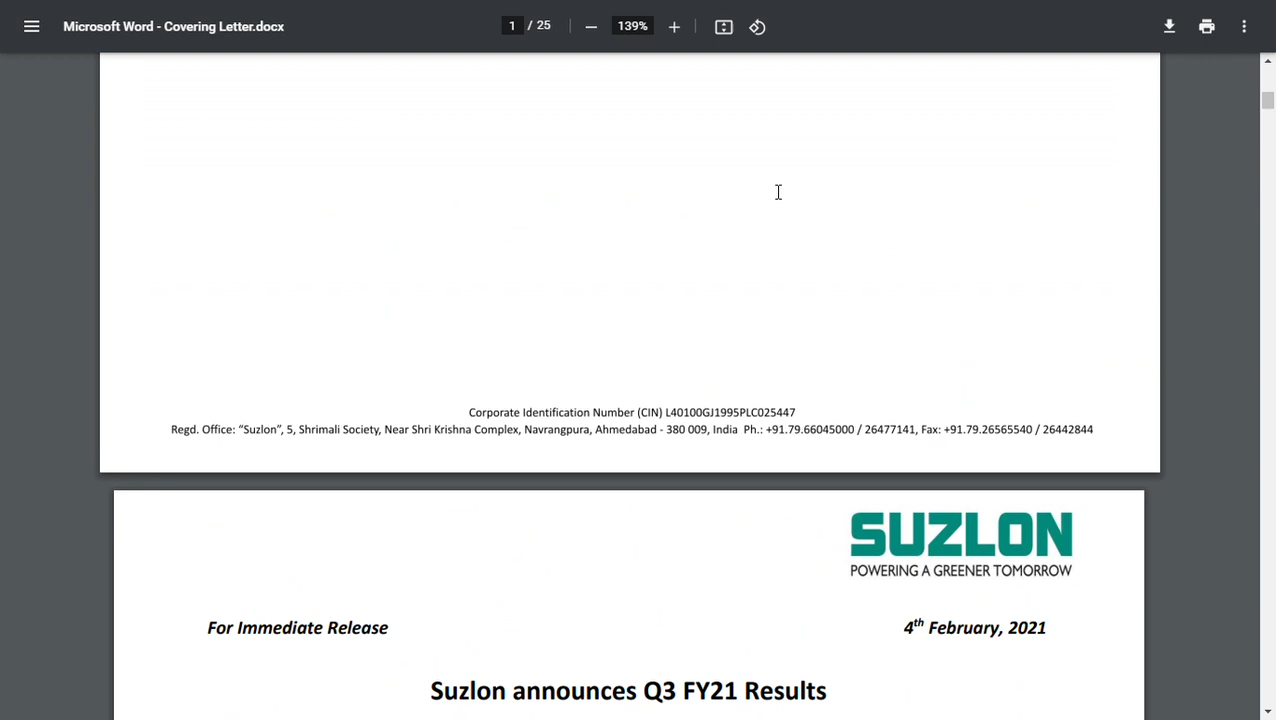 Microsoft Word - Covering Letter.docx
1 / 25
139%
Corporate Identification Number (CIN) L40100GJ1995PLC025447
Regd. Office: “Suzlon”, 5, Shrimali Society, Near Shri Krishna Complex, Navrangpura, Ahmedabad - 380 009, India Ph.: +91.79.66045000 / 26477141, Fax: +91.79.26565540 / 26442844
SUZLON
POWERING A GREENER TOMORROW
For Immediate Release
4th February, 2021
Suzlon announces Q3 FY21 Results